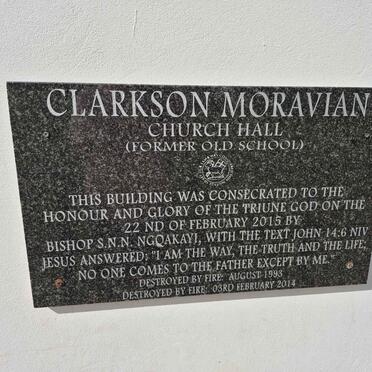 CLARKSON MORAVIAN
CHURCH HALL
(FORMER OLD SCHOOL)
THIS BUILDING WAS CONSECRATED TO THE
HONOUR AND GLORY OF THE TRIUNE GOD ON THE
22 ND OF FEBRUARY 2015 BY
BISHOP S.N.N. NGQAKAYI, WITH THE TEXT JOHN 14:6 NIV
JESUS ANSWERED; "I AM THE WAY, THE TRUTH AND THE LIFE;
NO ONE COMES TO THE FATHER EXCEPT BY ME."
DESTROYED BY FIRE: AUGUST 1993
DESTROYED BY FIRE: 03RD FEBRUARY 2014